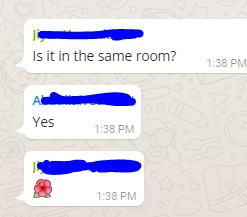 Is it in the same room?
1:38 PM
Yes
1:38 PM
🌺
1:38 PM